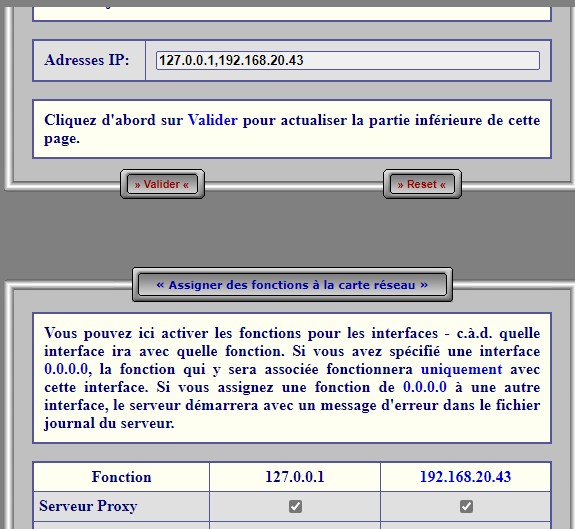 Adresses IP:
127.0.0.1,192.168.20.43
Cliquez d'abord sur Valider pour actualiser la partie inférieure de cette
page.
» Valider «
» Reset «
« Assigner des fonctions à la carte réseau »
Vous pouvez ici activer les fonctions pour les interfaces - c.à.d. quelle
interface ira avec quelle fonction. Si vous avez spécifié une interface
0.0.0.0, la fonction qui y sera associée fonctionnera uniquement avec
cette interface. Si vous assignez une fonction de 0.0.0.0 à une autre
interface, le serveur démarrera avec un message d'erreur dans le fichier
journal du serveur.
Fonction
127.0.0.1
192.168.20.43
Serveur Proxy